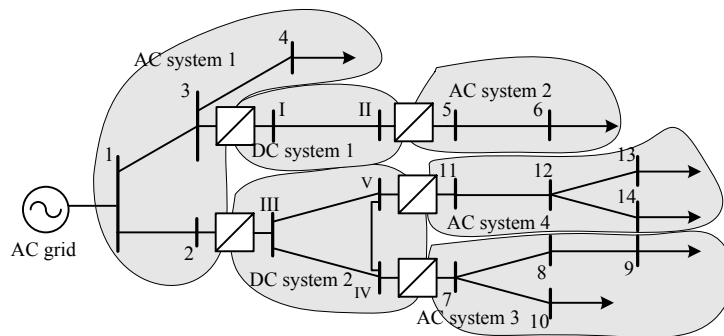 4
AC system 1
3
AC system 2
I
II
5
6
DC system 1
1
13
11
12
V
III
14
AC system 4
2
AC grid
DC system 2
8
9
IV
7
10
AC system 3